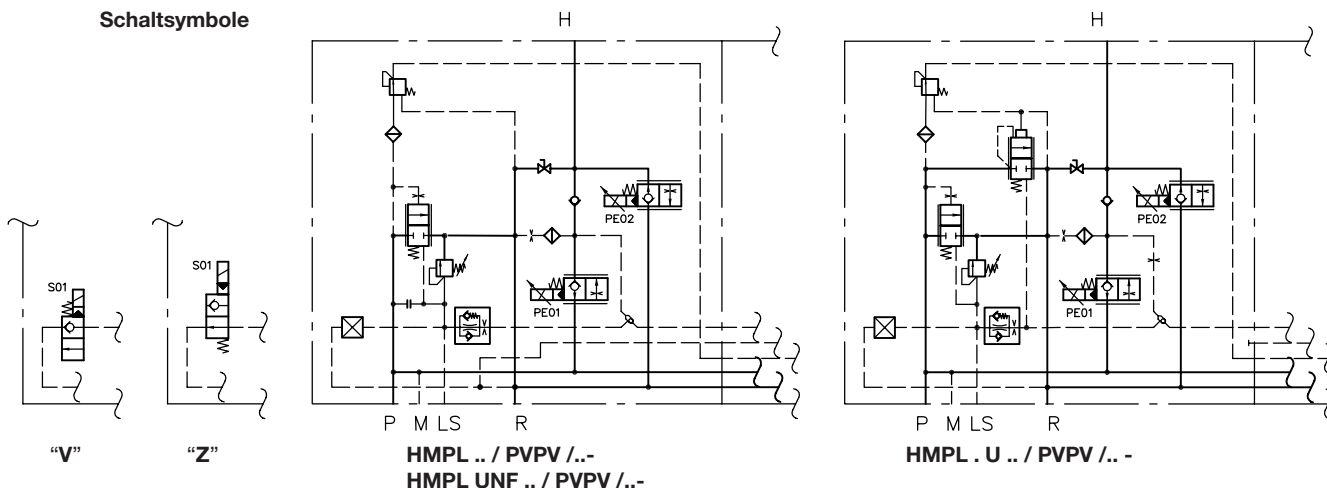 Schaltsymbole
H
H
S01
S01
PE02
PE02
PE01
PE01
P M LS R
P M LS R
“V”
“Z”
HMPL .. / PVPV /..-
HMPL UNF .. / PVPV /..-
HMPL . U .. / PVPV /.. -